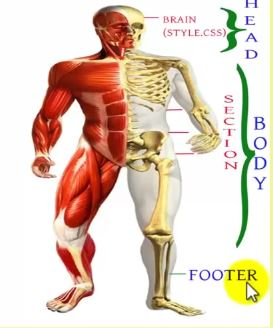 HEAD
BRAIN
(STYLE.CSS)
SECTION
BODY
FOOTER